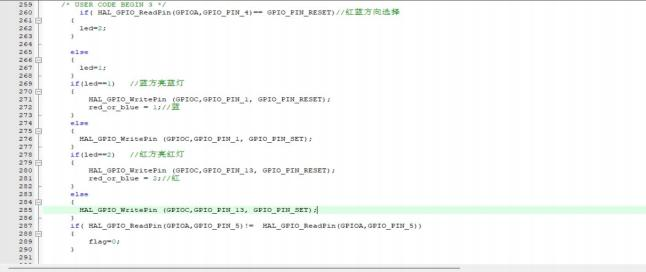 259 /* USER CODE BEGIN 3 */
260 if( HAL_GPIO_ReadPin(GPIOA,GPIO_PIN_4)== GPIO_PIN_RESET)//红蓝方向选择
261 {
262 led=2;
263 }
264
265 else
266 {
267 led=1;
268 }
269 if(led==1) //蓝方亮蓝灯
270 {
271 HAL_GPIO_WritePin (GPIOC,GPIO_PIN_1, GPIO_PIN_RESET);
272 red_or_blue = 1;//蓝
273 }
274 else
275 {
276 HAL_GPIO_WritePin (GPIOC,GPIO_PIN_1, GPIO_PIN_SET);
277 }
278 if(led==2) //红方亮红灯
279 {
280 HAL_GPIO_WritePin (GPIOC,GPIO_PIN_13, GPIO_PIN_RESET);
281 red_or_blue = 2;//红
282 }
283 else
284 {
285 HAL_GPIO_WritePin (GPIOC,GPIO_PIN_13, GPIO_PIN_SET);
286 }
287 if( HAL_GPIO_ReadPin(GPIOA,GPIO_PIN_5)!= HAL_GPIO_ReadPin(GPIOA,GPIO_PIN_5))
288 {
289 flag=0;
290 }
291